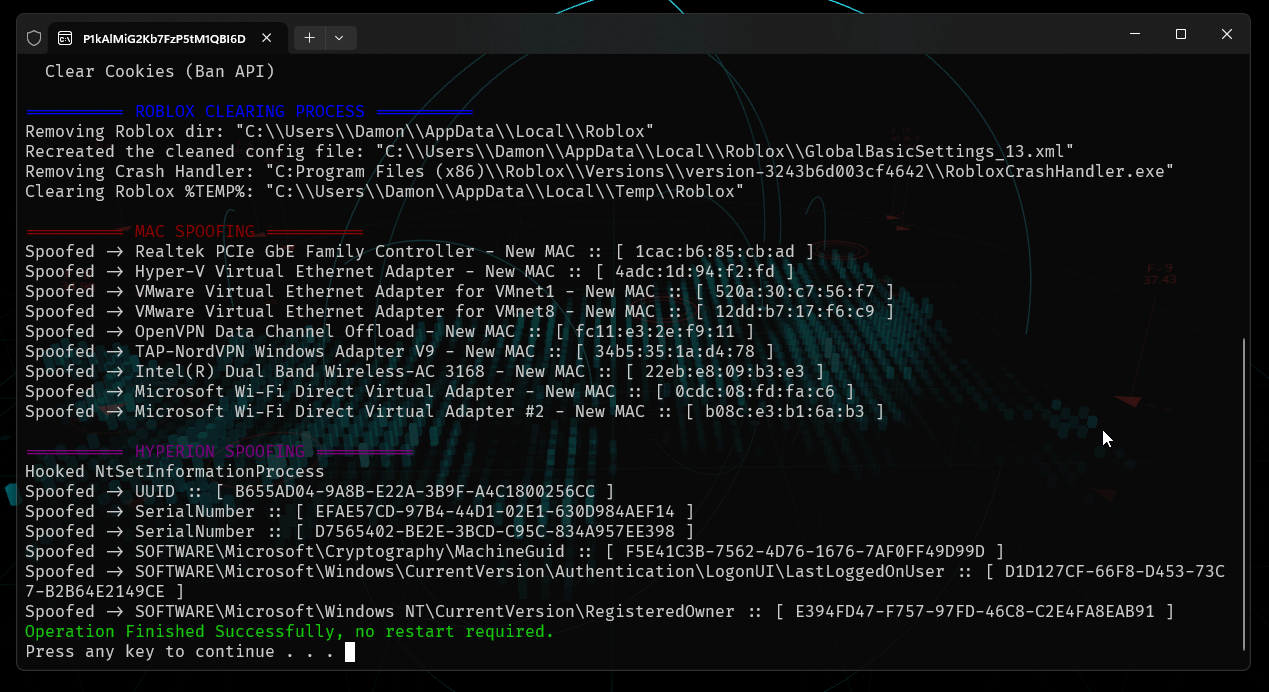 P1kAlMiG2Kb7FzP5tM1QBI6D
Clear Cookies (Ban API)
ROBLOX CLEARING PROCESS
Removing Roblox dir: "C:\\Users\\Damon\\AppData\\Local\\Roblox"
Recreated the cleaned config file: "C:\\Users\\Damon\\AppData\\Local\\Roblox\\GlobalBasicSettings_13.xml"
Removing Crash Handler: "C:Program Files (x86)\\Roblox\\Versions\\version-3243b6d003cf4642\\RobloxCrashHandler.exe"
Clearing Roblox %TEMP%: "C:\\Users\\Damon\\AppData\\Local\\Temp\\Roblox"
MAC SPOOFING
Spoofed -> Realtek PCIe GbE Family Controller - New MAC :: [ 1cac:b6:85:cb:ad ]
Spoofed -> Hyper-V Virtual Ethernet Adapter - New MAC :: [ 4adc:1d:94:f2:fd ]
Spoofed -> VMware Virtual Ethernet Adapter for VMnet1 - New MAC :: [ 520a:30:c7:56:f7 ]
Spoofed -> VMware Virtual Ethernet Adapter for VMnet8 - New MAC :: [ 12dd:b7:17:f6:c9 ]
Spoofed -> OpenVPN Data Channel Offload - New MAC :: [ fc11:e3:2e:f9:11 ]
Spoofed -> TAP-NordVPN Windows Adapter V9 - New MAC :: [ 34b5:35:1a:d4:78 ]
Spoofed -> Intel(R) Dual Band Wireless-AC 3168 - New MAC :: [ 22eb:e8:09:b3:e3 ]
Spoofed -> Microsoft Wi-Fi Direct Virtual Adapter - New MAC :: [ 0cdc:08:fd:fa:c6 ]
Spoofed -> Microsoft Wi-Fi Direct Virtual Adapter #2 - New MAC :: [ b08c:e3:b1:6a:b3 ]
HYPERION SPOOFING
Hooked NtSetInformationProcess
Spoofed -> UUID :: [ B655AD04-9A8B-E22A-3B9F-A4C1800256CC ]
Spoofed -> SerialNumber :: [ EFAE57CD-97B4-44D1-02E1-630D984AEF14 ]
Spoofed -> SerialNumber :: [ D7565402-BE2E-3BCD-C95C-834A957EE398 ]
Spoofed -> SOFTWARE\Microsoft\Cryptography\MachineGuid :: [ F5E41C3B-7562-4D76-1676-7AF0FF49D99D ]
Spoofed -> SOFTWARE\Microsoft\Windows\CurrentVersion\Authentication\LogonUI\LastLoggedOnUser :: [ D1D127CF-66F8-D453-73C
7-B2B64E2149CE ]
Spoofed -> SOFTWARE\Microsoft\Windows NT\CurrentVersion\RegisteredOwner :: [ E394FD47-F757-97FD-46C8-C2E4FA8EAB91 ]
Operation Finished Successfully, no restart required.
Press any key to continue . . .
F - 9
37.43